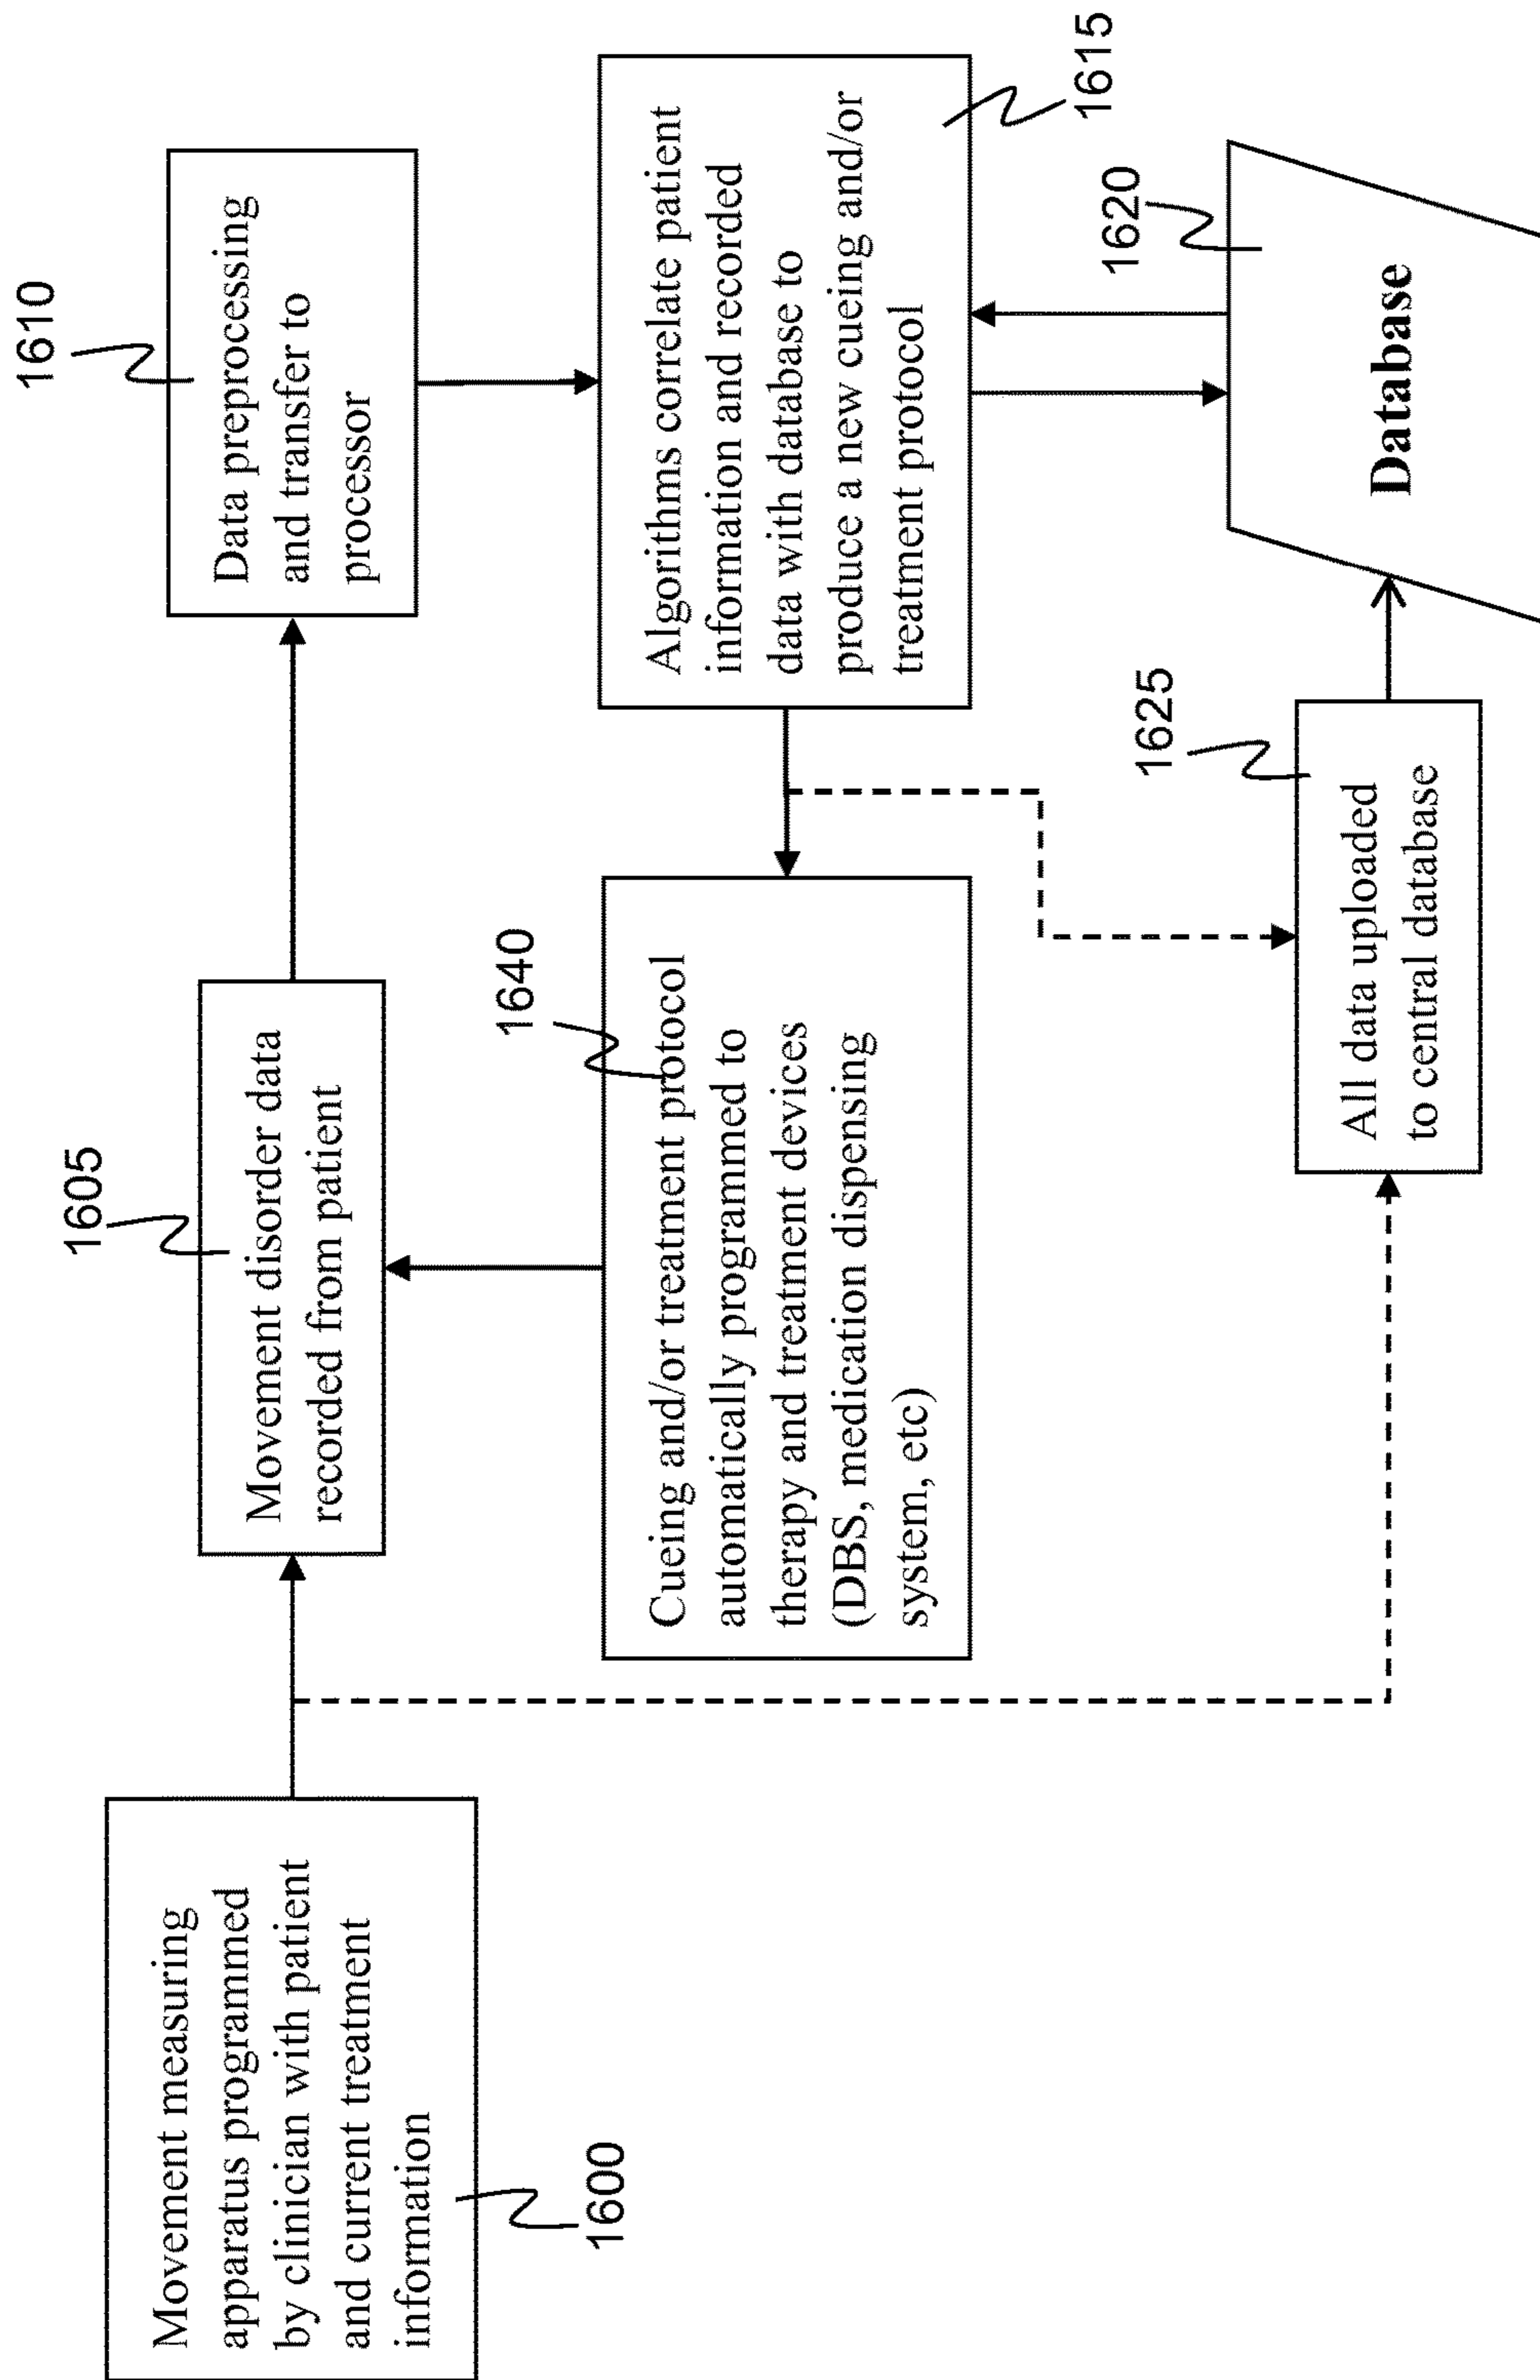 1600
Movement measuring
apparatus programmed
by clinician with patient
and current treatment
information
1605
Movement disorder data
recorded from patient
1610
Data preprocessing
and transfer to
processor
1640
Cueing and/or treatment protocol
automatically programmed to
therapy and treatment devices
(DBS, medication dispensing
system, etc)
Algorithms correlate patient
information and recorded
data with database to
produce a new cueing and/or
treatment protocol
1615
1625
All data uploaded
to central database
1620
Database